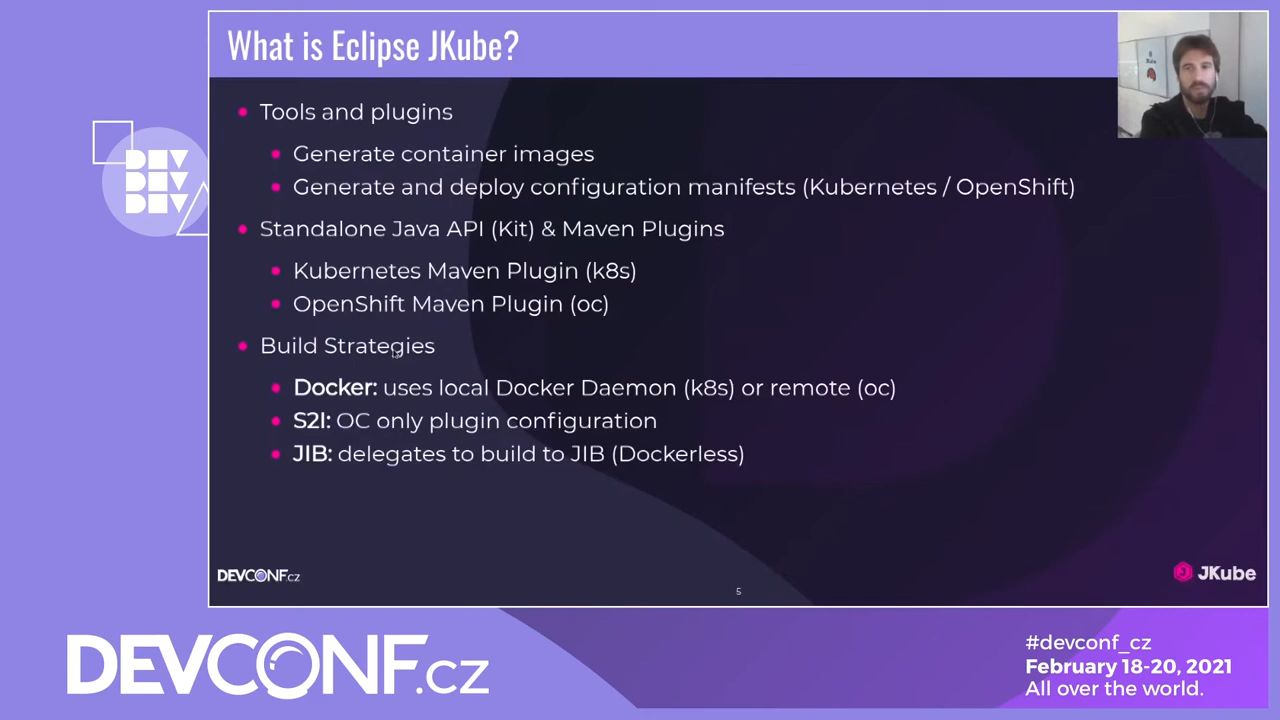 What is Eclipse JKube?
Tools and plugins
Generate container images
Generate and deploy configuration manifests (Kubernetes / OpenShift)
Standalone Java API (Kit) & Maven Plugins
Kubernetes Maven Plugin (k8s)
OpenShift Maven Plugin (oc)
Build Strategies
Docker: uses local Docker Daemon (k8s) or remote (oc)
S2I: OC only plugin configuration
JIB: delegates to build to JIB (Dockerless)
DEVCONF.cz
5
JKube
DEV
DEV
DEV
DEVCONF.cz
#devconf_cz
February 18-20, 2021
All over the world.